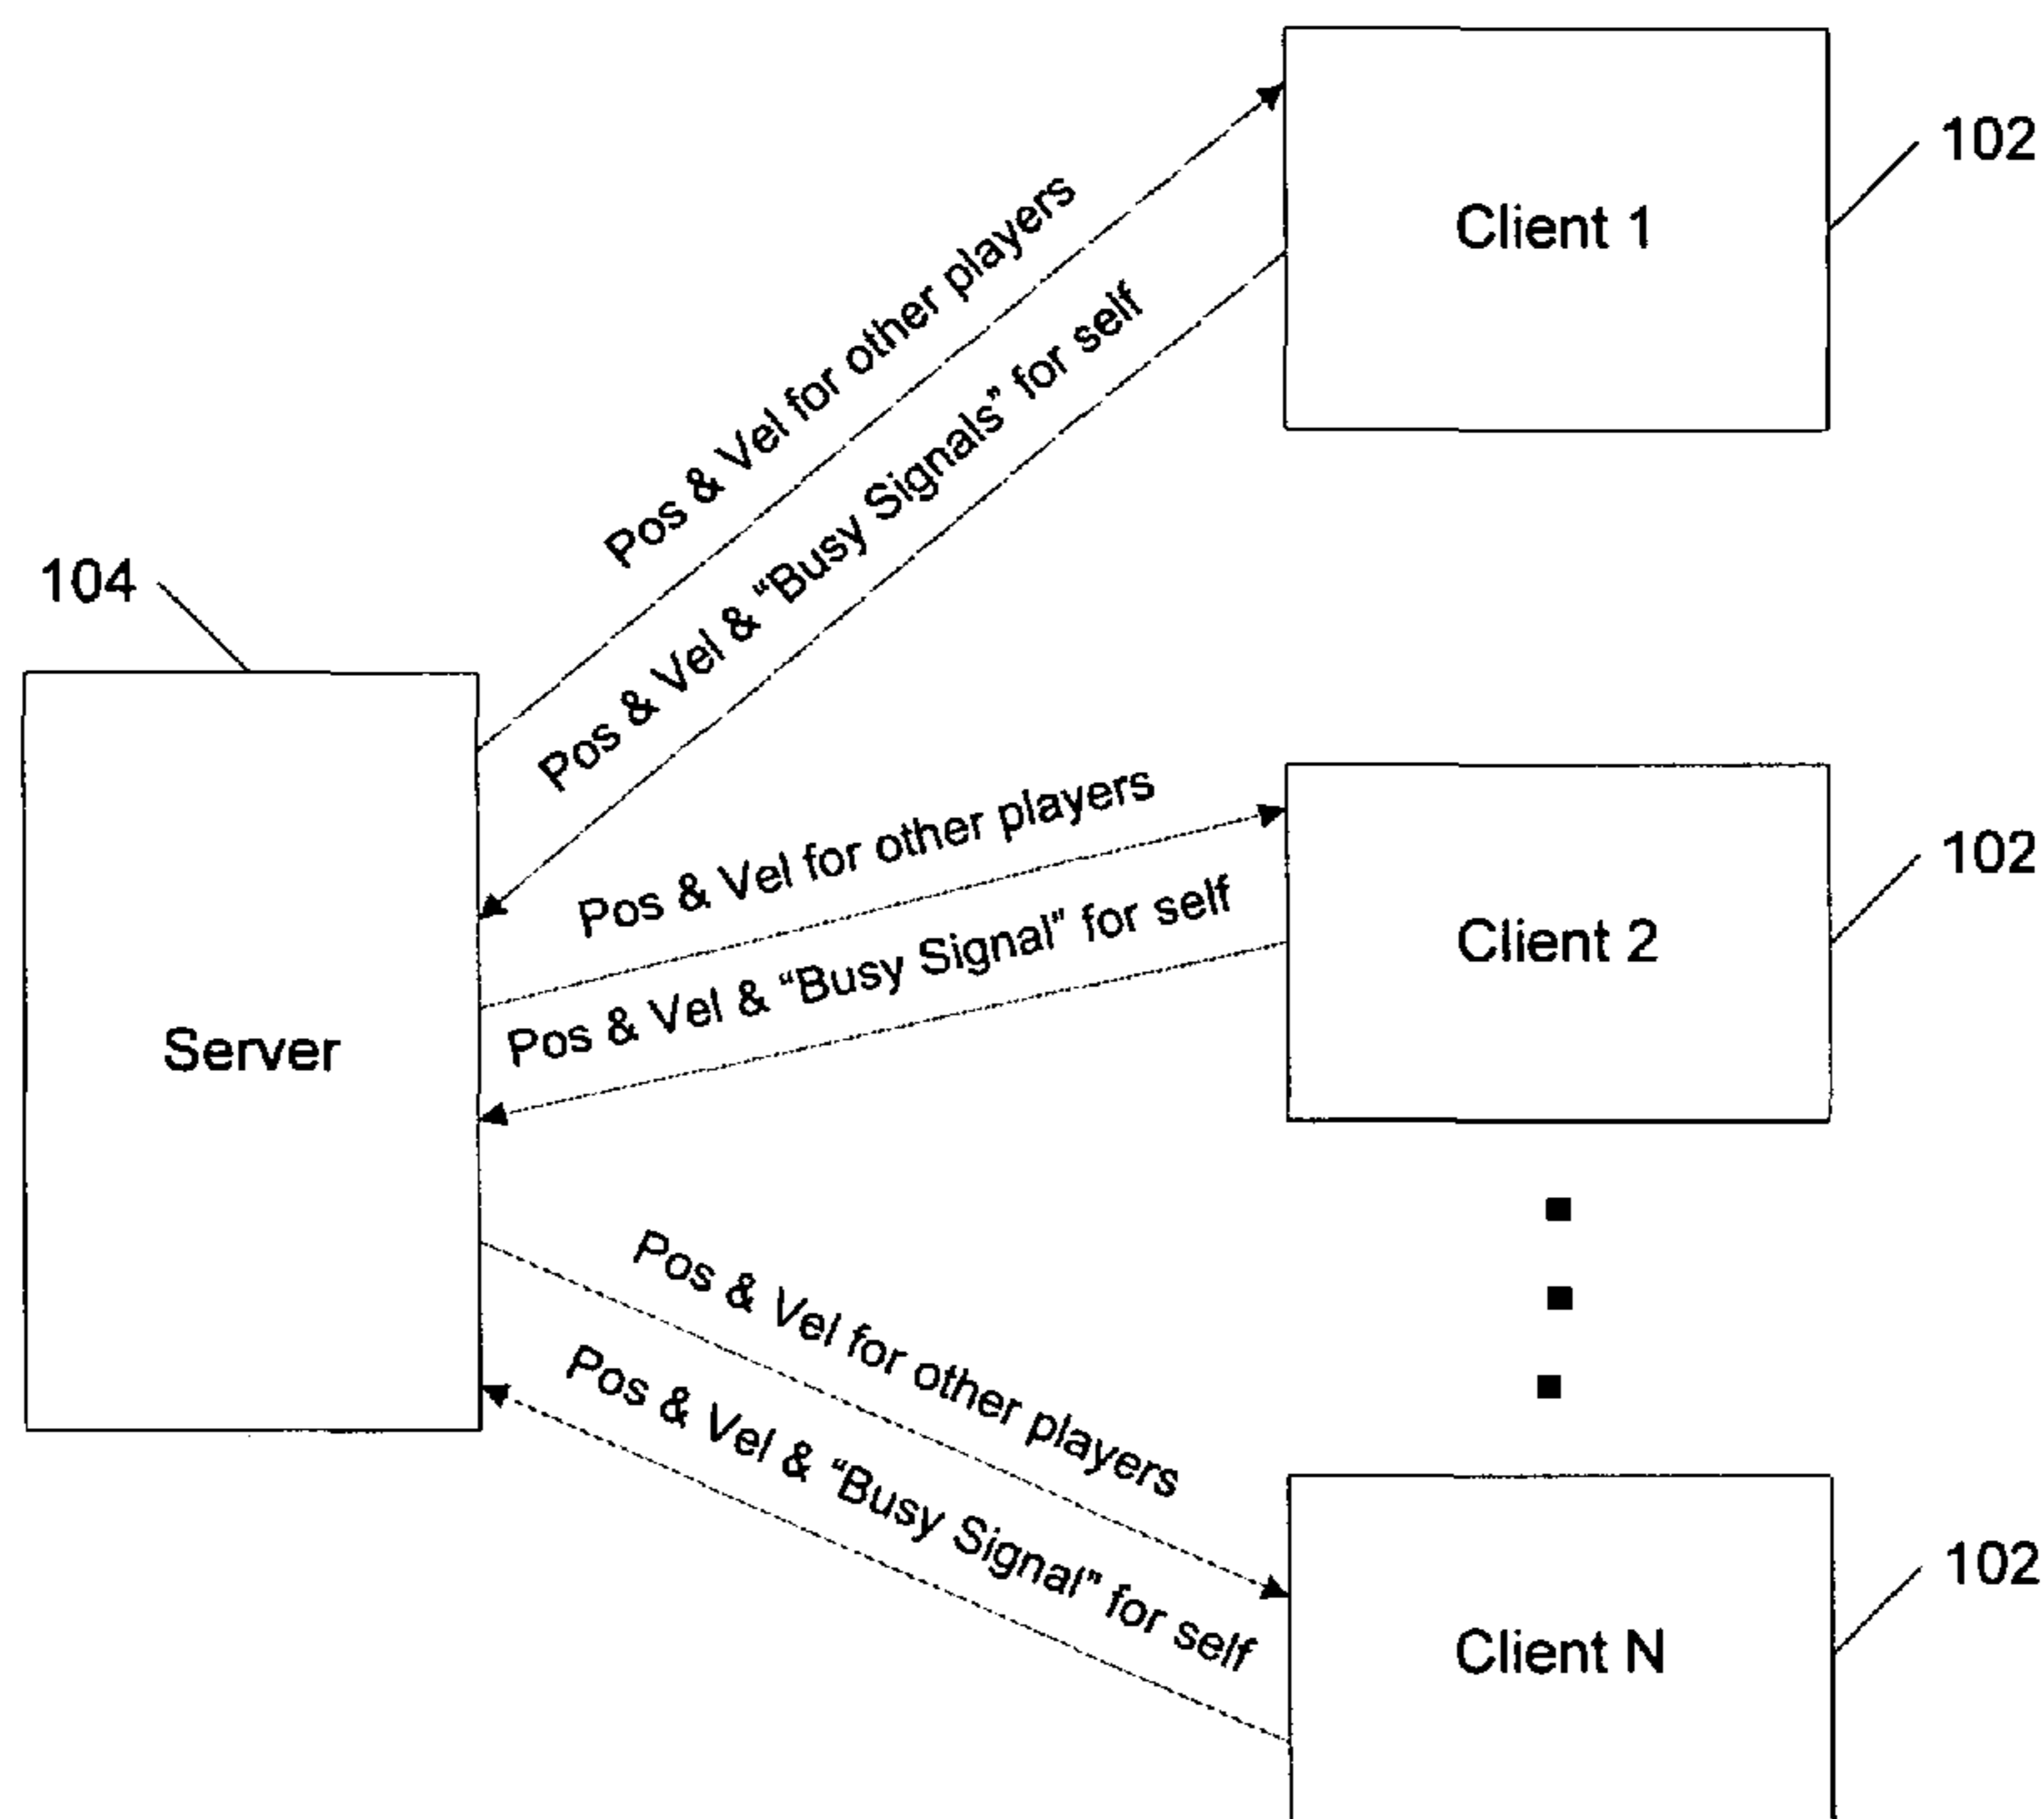 102
Client 1
Pos & Vel for other players
Pos & Vel & “Busy Signals” for self
104
Server
Pos & Vel for other players
Pos & Vel & “Busy Signal” for self
102
Client 2
Pos & Vel for other players
Pos & Vel & “Busy Signal” for self
102
Client N